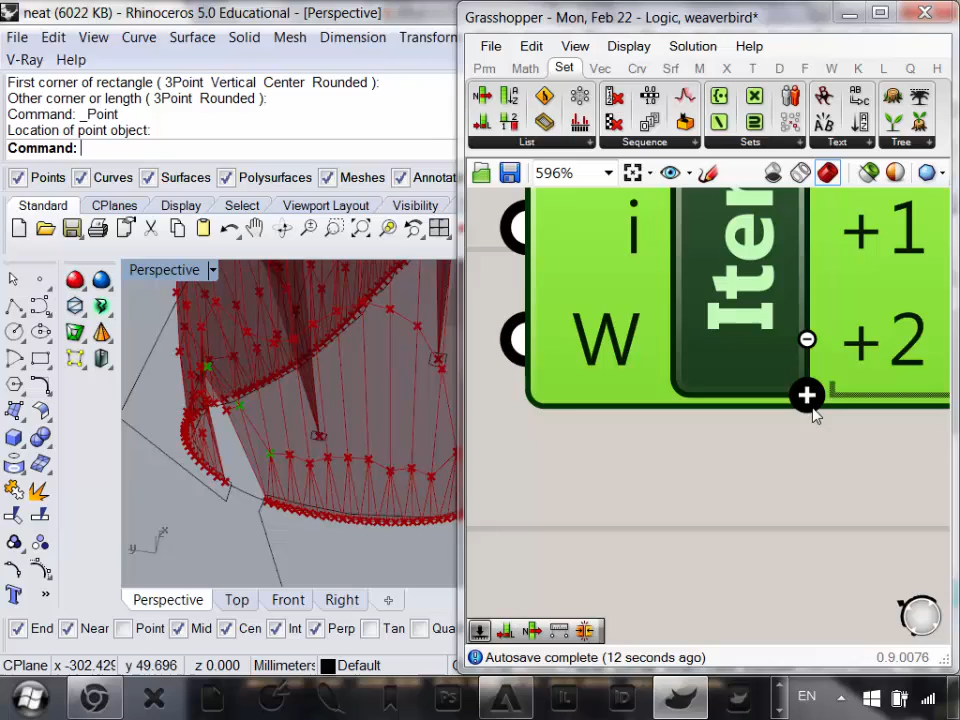 neat (6022 KB) - Rhinoceros 5.0 Educational - [Perspective]
File Edit View Curve Surface Solid Mesh Dimension Transform
V-Ray Help
First corner of rectangle ( 3Point Vertical Center Rounded ):
Other corner or length ( 3Point Rounded ):
Command: _Point
Location of point object:
Command:
Points Curves Surfaces Polysurfaces Meshes Annotat
Standard CPlanes Display Select Viewport Layout Visibility
Perspective
y x
Perspective Top Front Right
End Near Point Mid Cen Int Perp Tan Qua
CPlane x -302.429 y 49.696 z 0.000 Millimeters Default
Grasshopper - Mon, Feb 22 - Logic, weaverbird*
File Edit View Display Solution Help
Prm Math Set Vec Crv Srf M X T D F W K L Q H
List Sequence Sets Text Tree
596%
i Item +1
W +2
Autosave complete (12 seconds ago) 0.9.0076
Ps EN